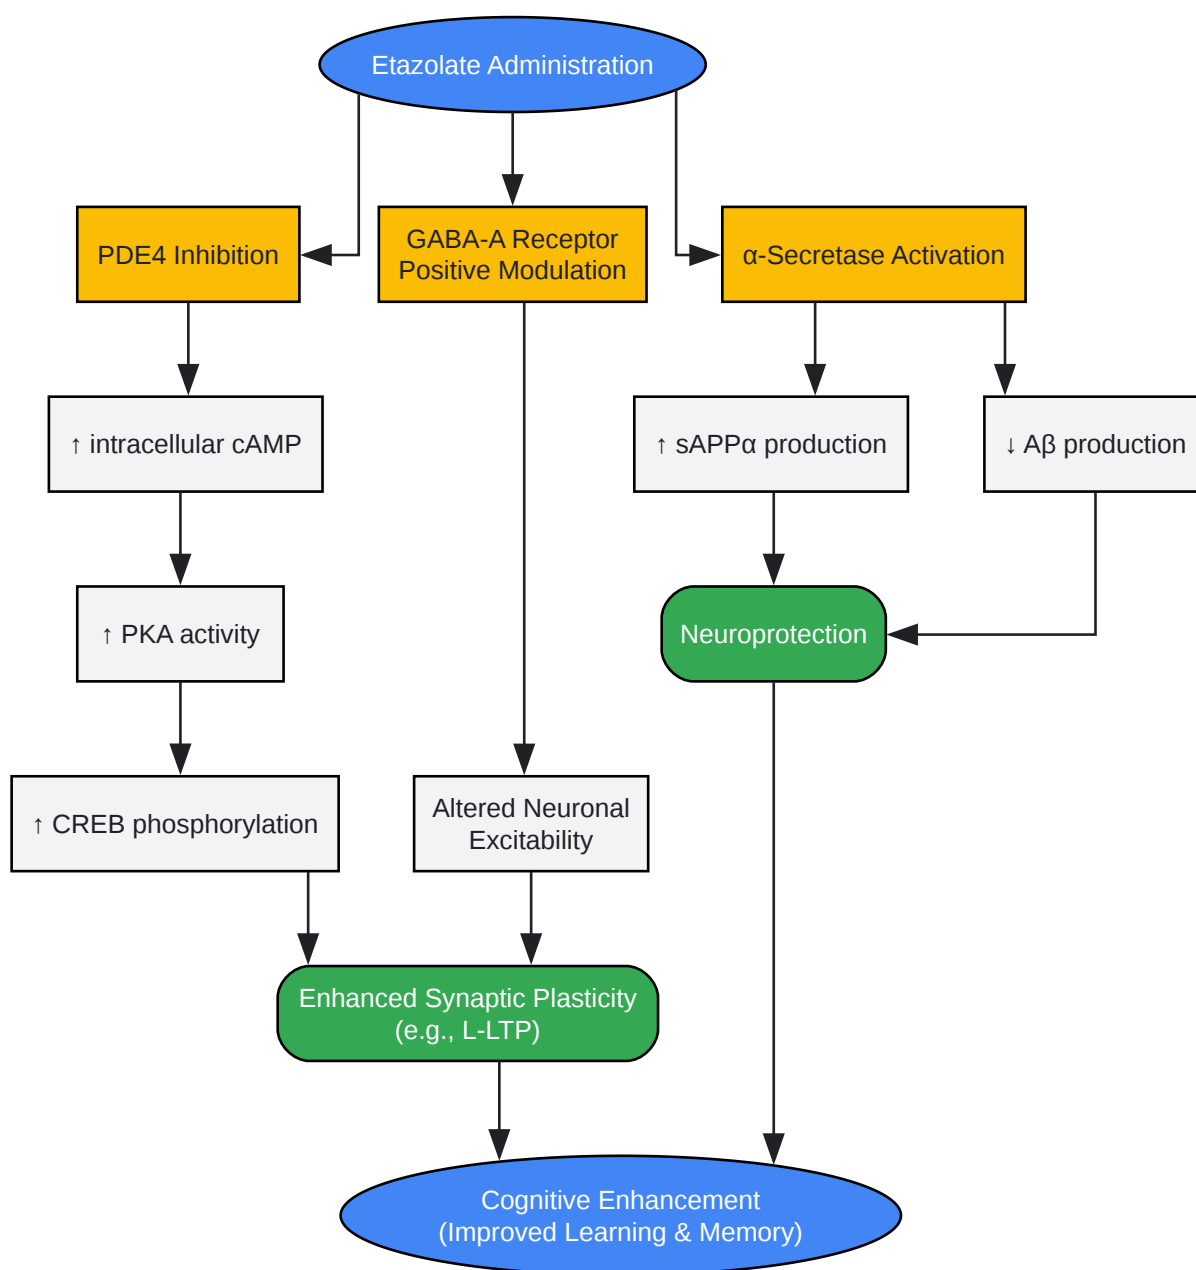 Etazolate Administration
PDE4 Inhibition
GABA-A Receptor
Positive Modulation
α-Secretase Activation
↑ intracellular cAMP
↑ sAPPα production
↓ Aβ production
↑ PKA activity
Neuroprotection
↑ CREB phosphorylation
Altered Neuronal
Excitability
Enhanced Synaptic Plasticity
(e.g., L-LTP)
Cognitive Enhancement
(Improved Learning & Memory)